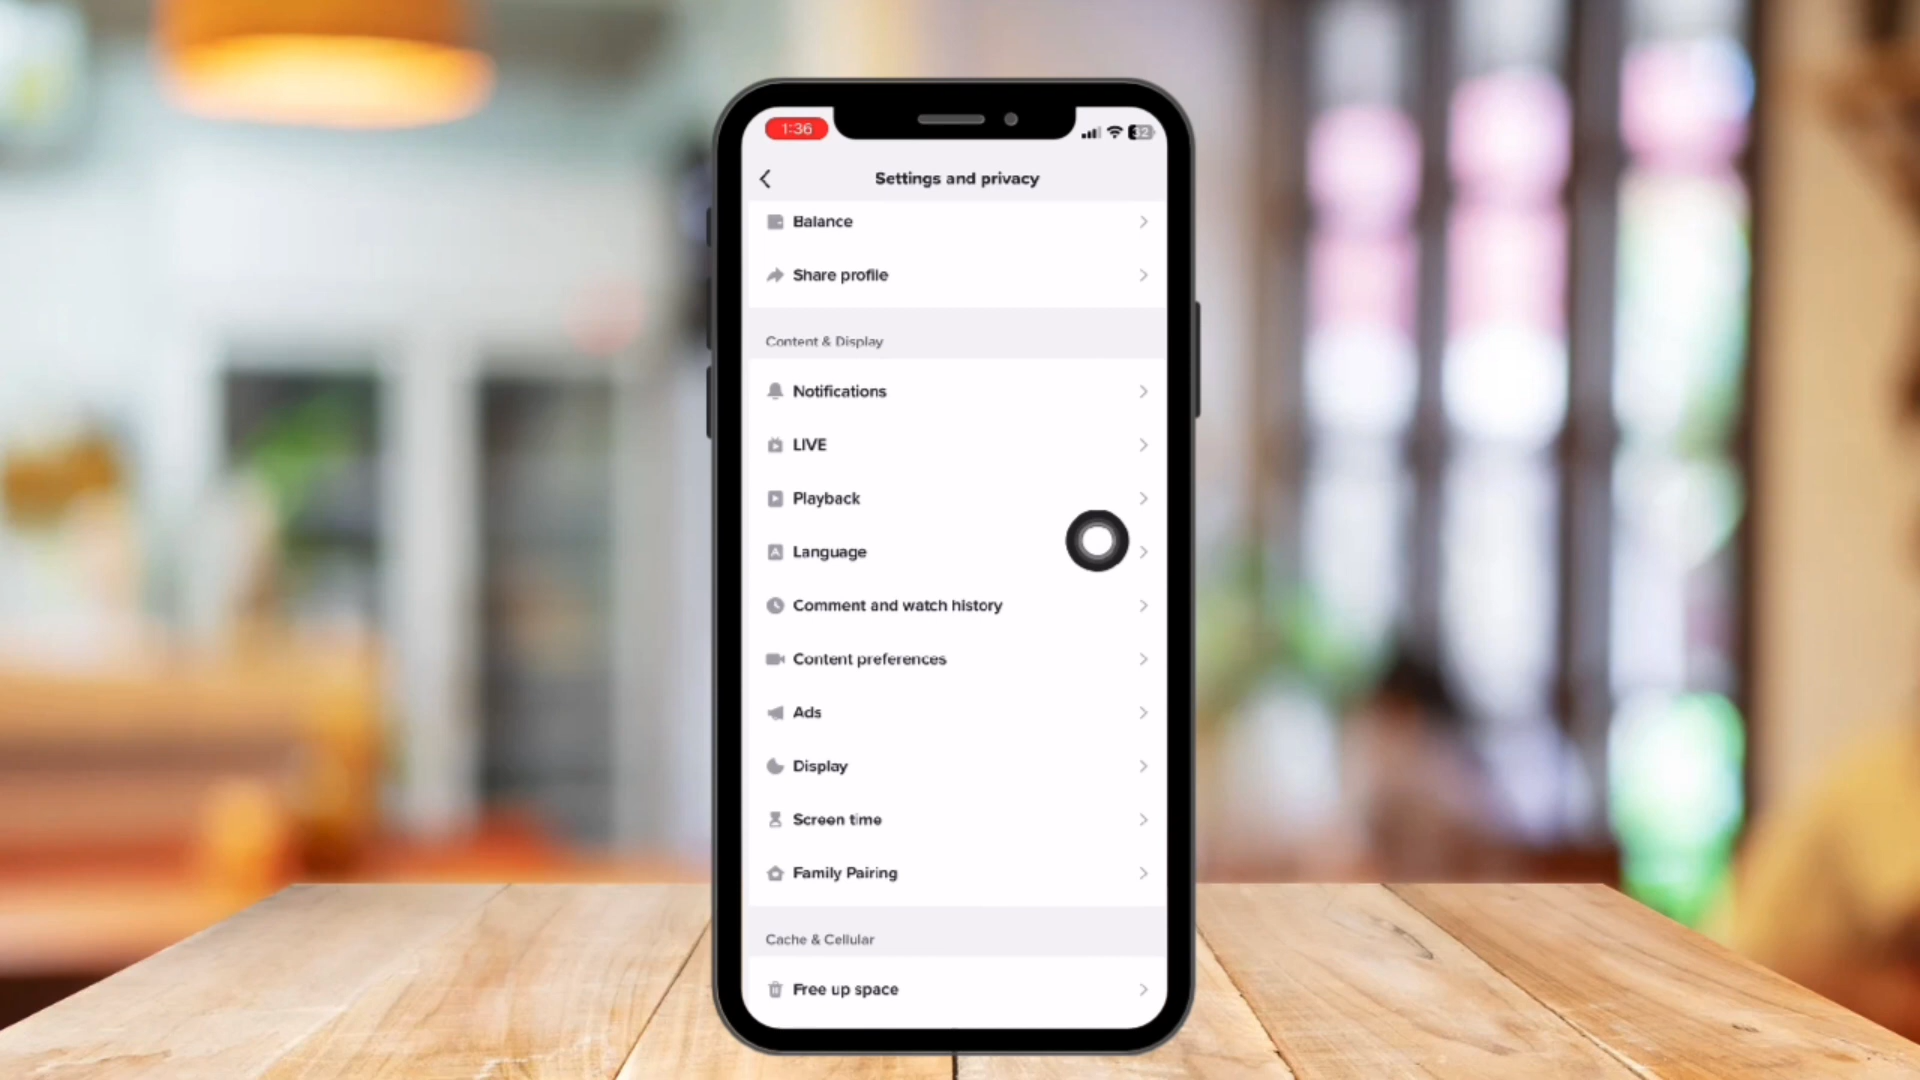 1:36
32
Settings and privacy
Balance
Share profile
Content & Display
Notifications
LIVE
Playback
Language
Comment and watch history
Content preferences
Ads
Display
Screen time
Family Pairing
Cache & Cellular
Free up space